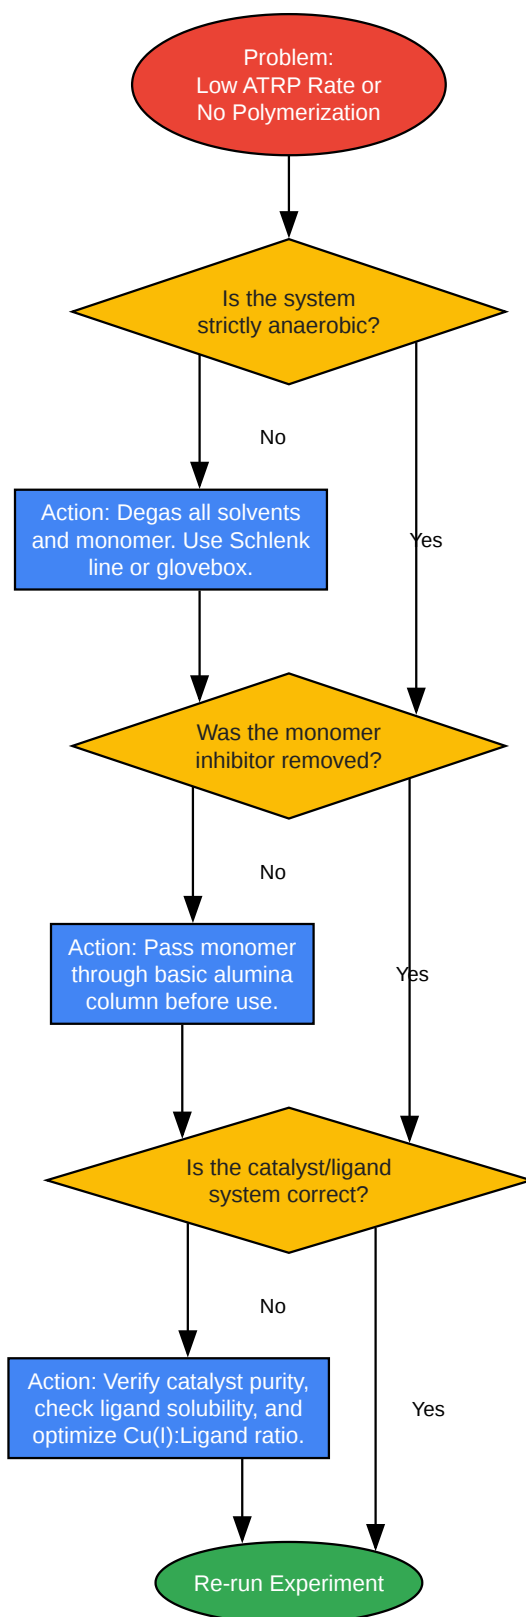 Problem:
Low ATRP Rate or
No Polymerization
Is the system
strictly anaerobic?
No
Action: Degas all solvents
and monomer. Use Schlenk
line or glovebox.
Yes
Was the monomer
inhibitor removed?
No
Action: Pass monomer
through basic alumina
column before use.
Yes
Is the catalyst/ligand
system correct?
No
Action: Verify catalyst purity,
check ligand solubility, and
optimize Cu(I):Ligand ratio.
Yes
Re-run Experiment